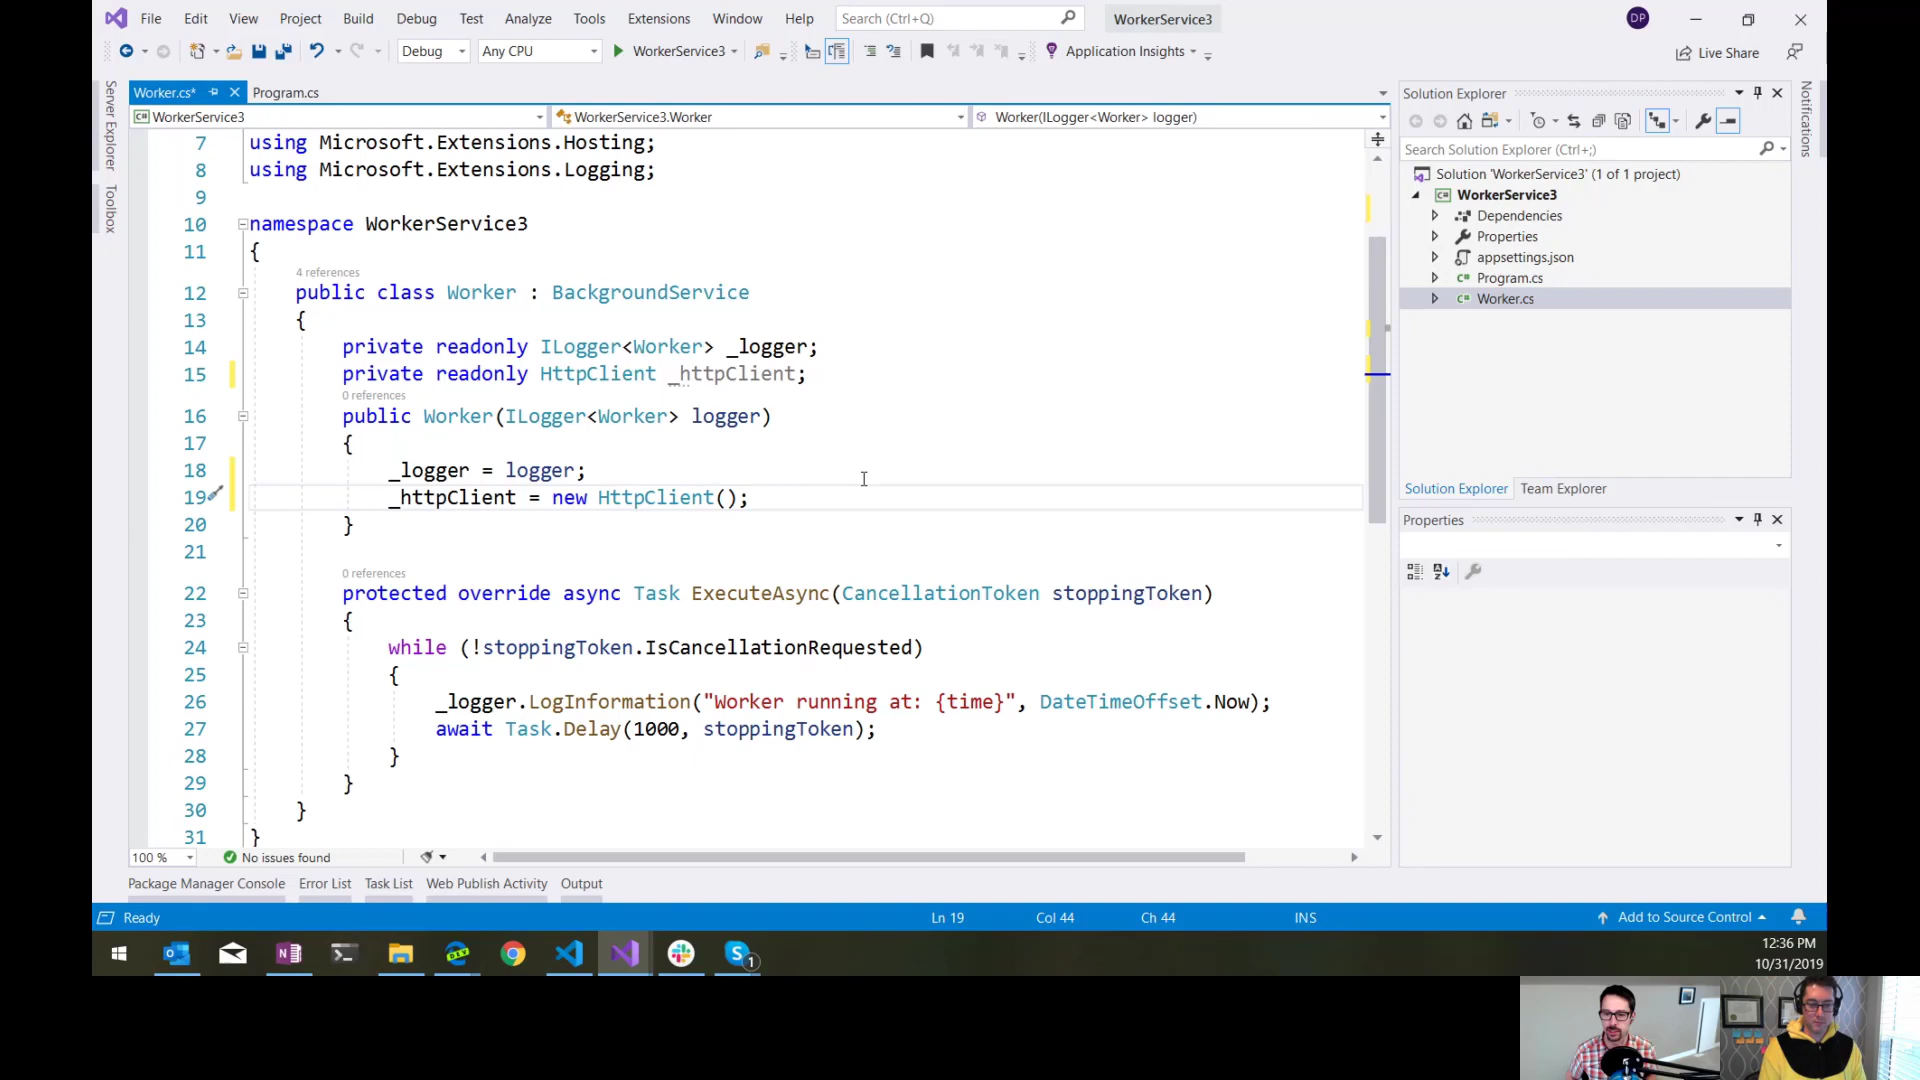 File Edit View Project Build Debug Test Analyze Tools Extensions Window Help Search (Ctrl+Q) WorkerService3 DP
Debug Any CPU WorkerService3 Application Insights Live Share
Server Explorer
Toolbox
Worker.cs* Program.cs
WorkerService3 WorkerService3.Worker Worker(ILogger<Worker> logger)
7 using Microsoft.Extensions.Hosting;
8 using Microsoft.Extensions.Logging;
9
10 namespace WorkerService3
11 {
4 references
12 public class Worker : BackgroundService
13 {
14 private readonly ILogger<Worker> _logger;
15 private readonly HttpClient _httpClient;
0 references
16 public Worker(ILogger<Worker> logger)
17 {
18 _logger = logger;
19 _httpClient = new HttpClient();
20 }
21
0 references
22 protected override async Task ExecuteAsync(CancellationToken stoppingToken)
23 {
24 while (!stoppingToken.IsCancellationRequested)
25 {
26 _logger.LogInformation("Worker running at: {time}", DateTimeOffset.Now);
27 await Task.Delay(1000, stoppingToken);
28 }
29 }
30 }
31 }
100 % No issues found
Package Manager Console Error List Task List Web Publish Activity Output
Solution Explorer
Search Solution Explorer (Ctrl+;)
Solution 'WorkerService3' (1 of 1 project)
C# WorkerService3
Dependencies
Properties
appsettings.json
C# Program.cs
C# Worker.cs
Solution Explorer Team Explorer
Properties
Notifications
Ready Ln 19 Col 44 Ch 44 INS Add to Source Control
DEV
S 1
12:36 PM
10/31/2019